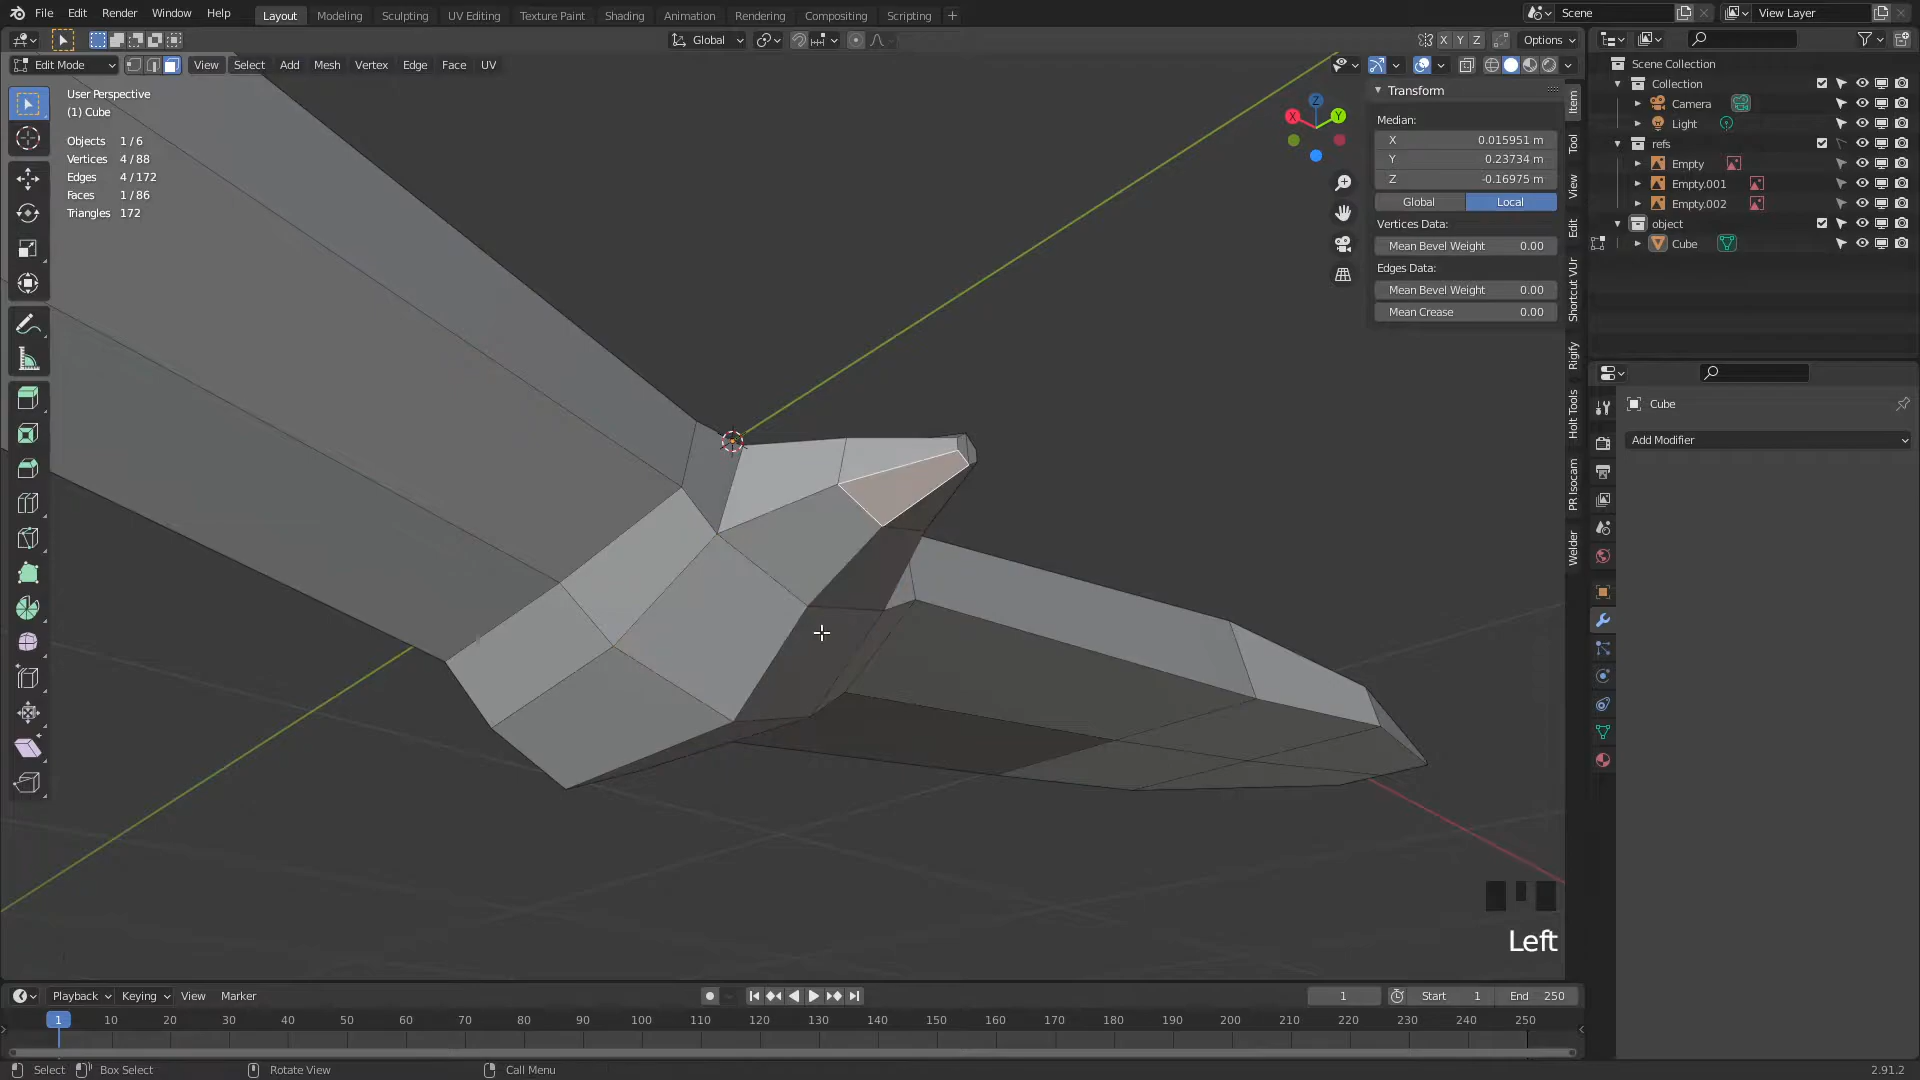 File Edit Render Window Help Layout Modeling Sculpting UV Editing Texture Paint Shading Animation Rendering Compositing Scripting + Scene View Layer
Global X Y Z Options
Edit Mode View Select Add Mesh Vertex Edge Face UV
User Perspective
(1) Cube
Objects 1 / 6
Vertices 4 / 88
Edges 4 / 172
Faces 1 / 86
Triangles 172
Z
X
Y
Transform
Median:
X 0.015951 m
Y 0.23734 m
Z -0.16975 m
Global Local
Vertices Data:
Mean Bevel Weight 0.00
Edges Data:
Mean Bevel Weight 0.00
Mean Crease 0.00
Item
Tool
View
Edit
Shortcut VUr
Rigify
Holt Tools
PR Isocam
Welder
Scene Collection
Collection
Camera
Light
refs
Empty
Empty.001
Empty.002
object
Cube
Cube
Add Modifier
Left
Playback Keying View Marker 1 Start 1 End 250
1 10 20 30 40 50 60 70 80 90 100 110 120 130 140 150 160 170 180 190 200 210 220 230 240 250
Select Box Select Rotate View Call Menu 2.91.2